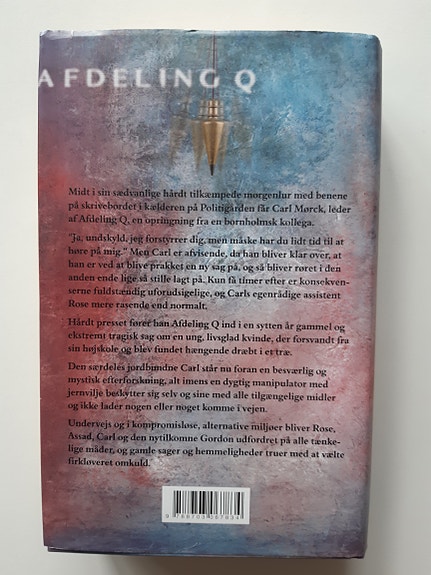 AFDELING Q
Midt i sin sædvanlige hårdt tilkæmpede morgenlur med benene
på skrivebordet i kælderen på Politigården får Carl Mørck, leder
af Afdeling Q, en opringning fra en bornholmsk kollega.
"Ja, undskyld, jeg forstyrrer dig, men måske har du lidt tid til at
høre på mig." Men Carl er afvisende, da han bliver klar over, at
han er ved at blive prakket en ny sag på, og så bliver røret i den
anden ende lige så stille lagt på. Kun få timer efter er konsekven-
serne fuldstændig uforudsigelige, og Carls egenrådige assistent
Rose mere rasende end normalt.
Hårdt presset fører han Afdeling Q ind i en sytten år gammel og
ekstremt tragisk sag om en ung, livsglad kvinde, der forsvandt fra
sin højskole og blev fundet hængende dræbt i et træ.
Den særdeles jordbundne Carl står nu foran en besværlig og
mystisk efterforskning, alt imens en dygtig manipulator med
jernvilje beskytter sig selv og sine med alle tilgængelige midler
og ikke lader nogen eller noget komme i vejen.
Undervejs og i kompromisløse, alternative miljøer bliver Rose,
Assad, Carl og den nytilkomne Gordon udfordret på alle tænke-
lige måder, og gamle sager og hemmeligheder truer med at vælte
firkløveret omkuld.